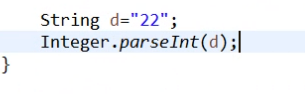 String d="22";
Integer.parseInt(d);
}